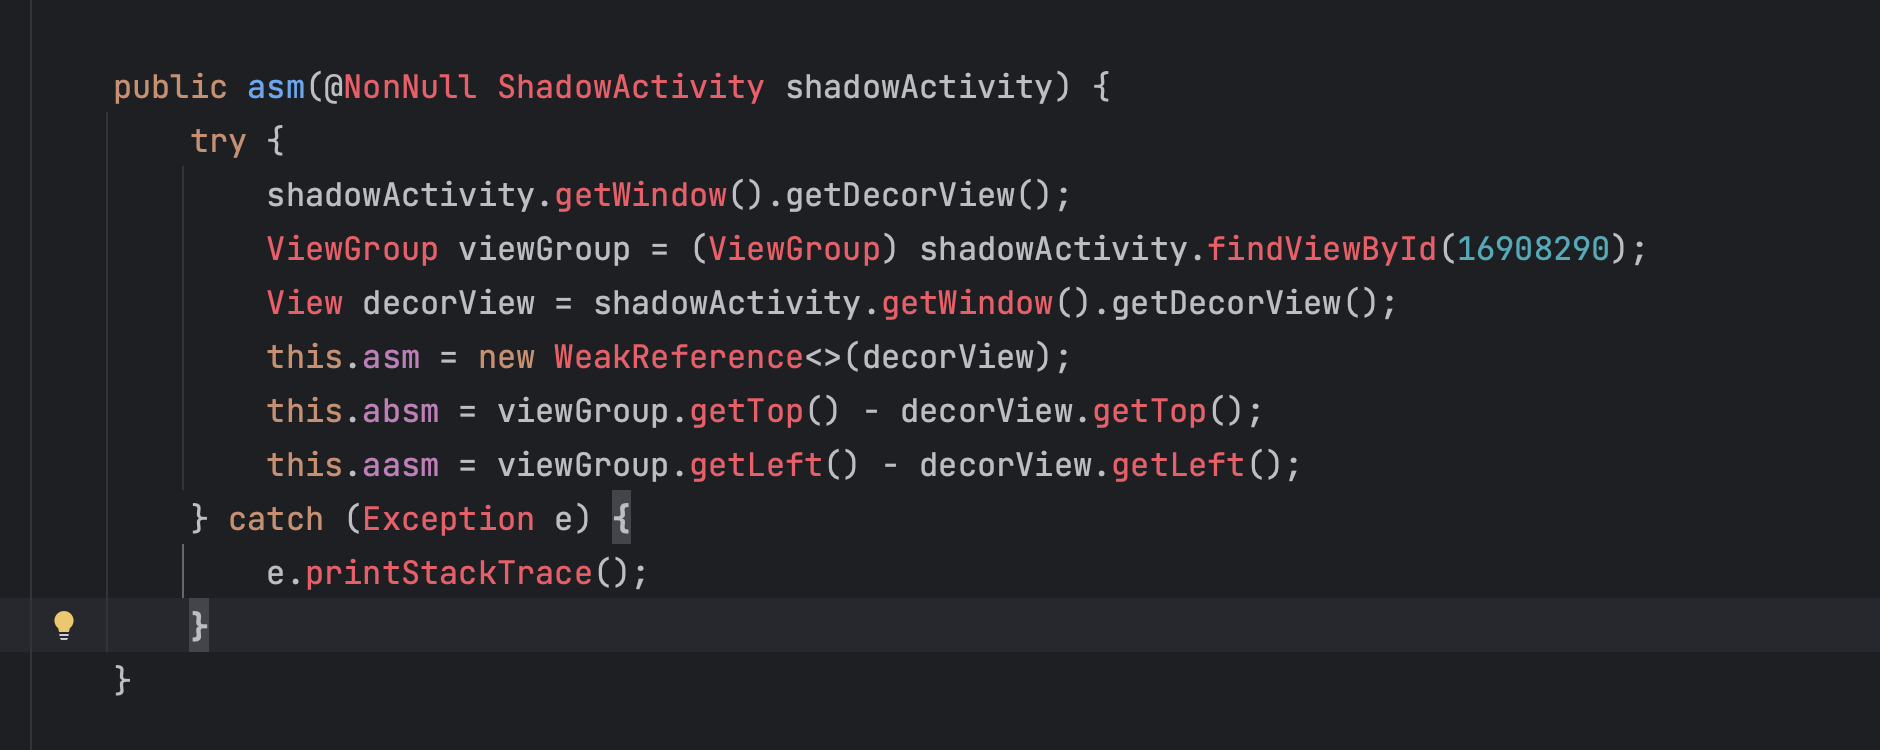 public asm(@NonNull ShadowActivity shadowActivity) {
try {
shadowActivity.getWindow().getDecorView();
ViewGroup viewGroup = (ViewGroup) shadowActivity.findViewById(16908290);
View decorView = shadowActivity.getWindow().getDecorView();
this.asm = new WeakReference<>(decorView);
this.absm = viewGroup.getTop() - decorView.getTop();
this.aasm = viewGroup.getLeft() - decorView.getLeft();
} catch (Exception e) {
e.printStackTrace();
}
}